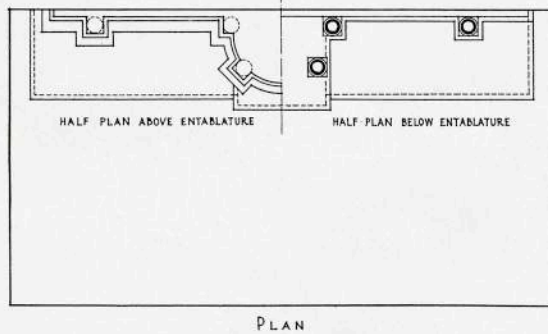 HALF PLAN ABOVE ENTABLATURE
HALF PLAN BELOW ENTABLATURE
PLAN